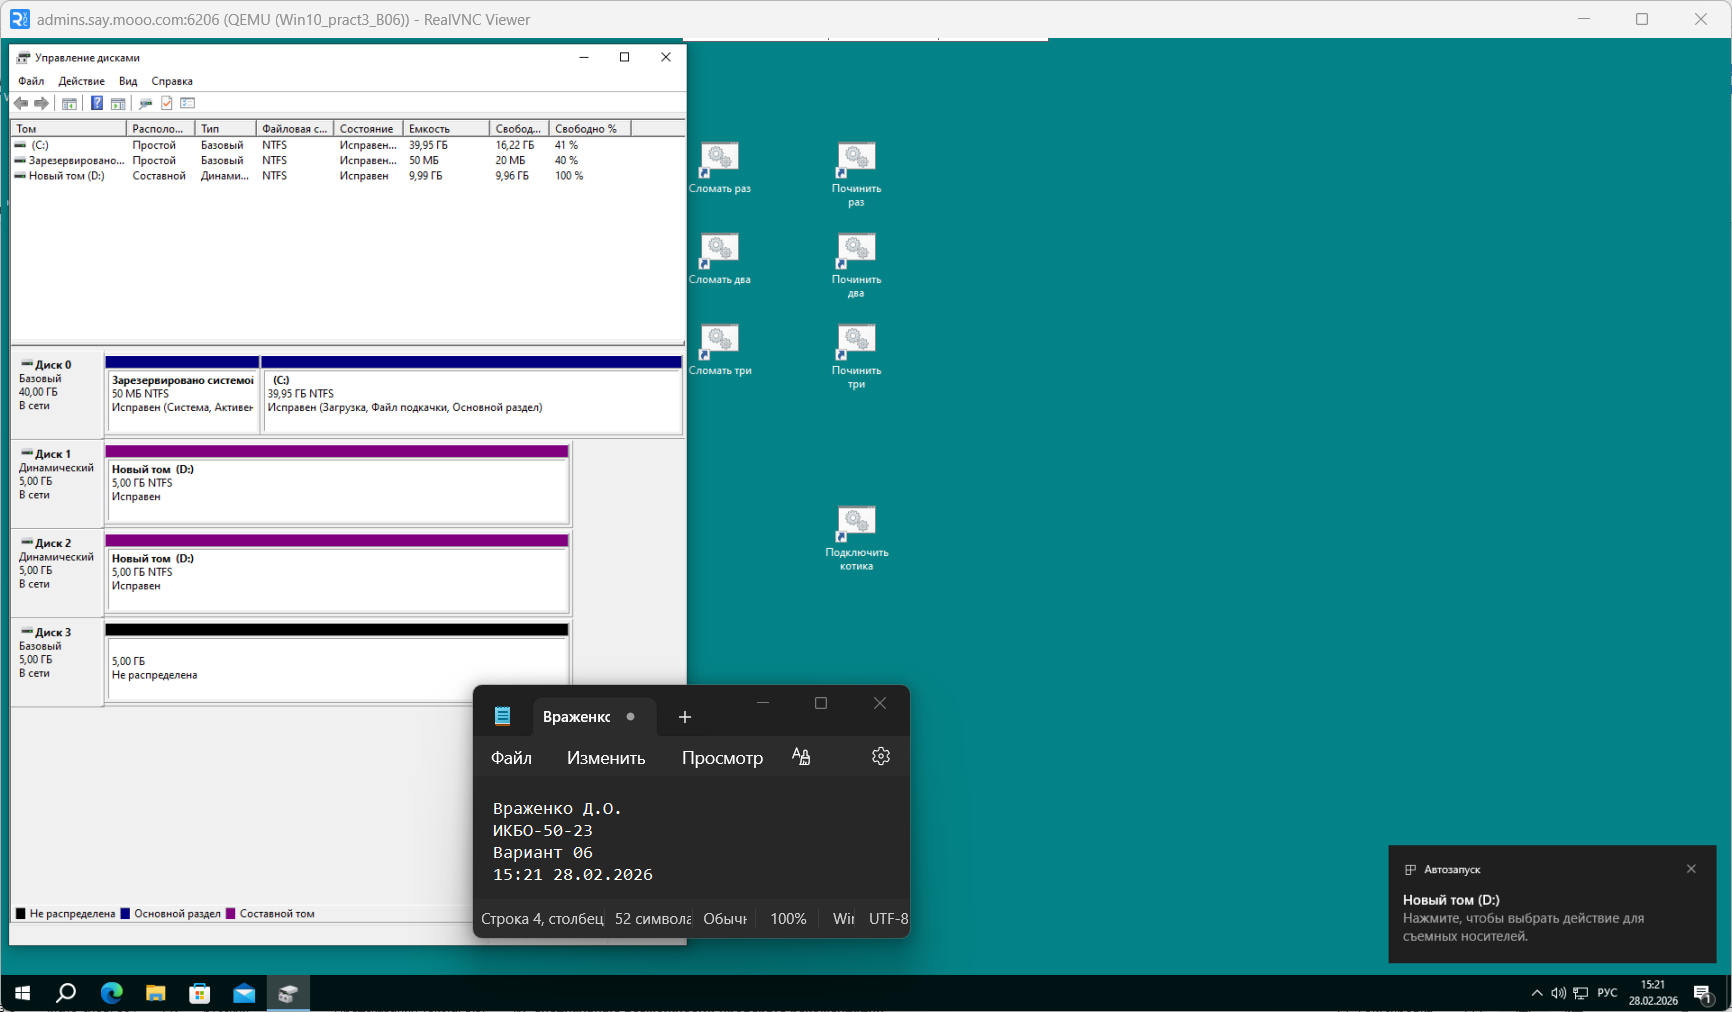 admins.say.mooo.com:6206 (QEMU (Win10_pract3_B06)) - RealVNC Viewer
Управление дисками
Файл Действие Вид Справка
Том Располо... Тип Файловая с... Состояние Емкость Свобод... Свободно %
(C:) Простой Базовый NTFS Исправен... 39,95 ГБ 16,22 ГБ 41 %
Зарезервировано... Простой Базовый NTFS Исправен... 50 МБ 20 МБ 40 %
Новый том (D:) Составной Динами... NTFS Исправен 9,99 ГБ 9,96 ГБ 100 %
Диск 0
Базовый
40,00 ГБ
В сети
Зарезервировано системой
50 МБ NTFS
Исправен (Система, Активен
(C:)
39,95 ГБ NTFS
Исправен (Загрузка, Файл подкачки, Основной раздел)
Диск 1
Динамический
5,00 ГБ
В сети
Новый том (D:)
5,00 ГБ NTFS
Исправен
Диск 2
Динамический
5,00 ГБ
В сети
Новый том (D:)
5,00 ГБ NTFS
Исправен
Диск 3
Базовый
5,00 ГБ
В сети
5,00 ГБ
Не распределена
Не распределена Основной раздел Составной том
Сломать раз
Починить
раз
Сломать два
Починить
два
Сломать три
Починить
три
Подключить
котика
Враженко
Файл Изменить Просмотр
Враженко Д.О.
ИКБО-50-23
Вариант 06
15:21 28.02.2026
Строка 4, столбец 52 символа Обычн 100% Win UTF-8
Автозапуск
Новый том (D:)
Нажмите, чтобы выбрать действие для
съемных носителей.
РУС
15:21
28.02.2026
1